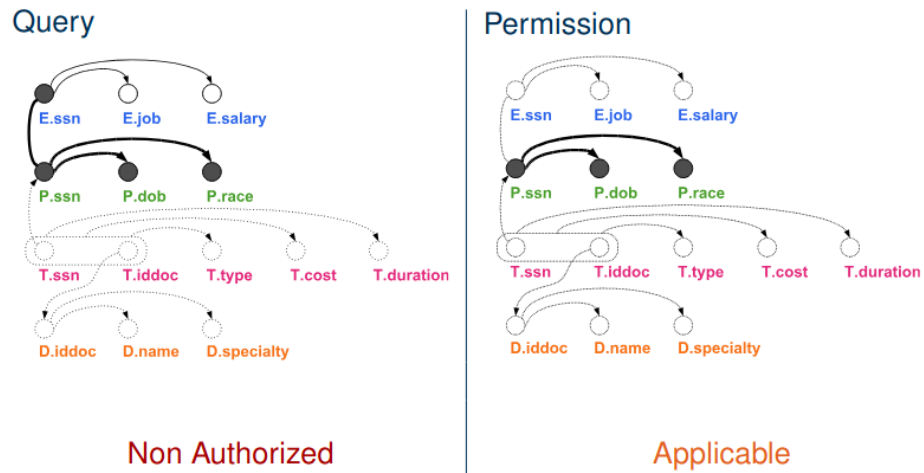 Query
E.ssn E.job E.salary
P.ssn P.dob P.race
T.ssn T.iddoc T.type T.cost T.duration
D.iddoc D.name D.specialty
Non Authorized
Permission
E.ssn E.job E.salary
P.ssn P.dob P.race
T.ssn T.iddoc T.type T.cost T.duration
D.iddoc D.name D.specialty
Applicable